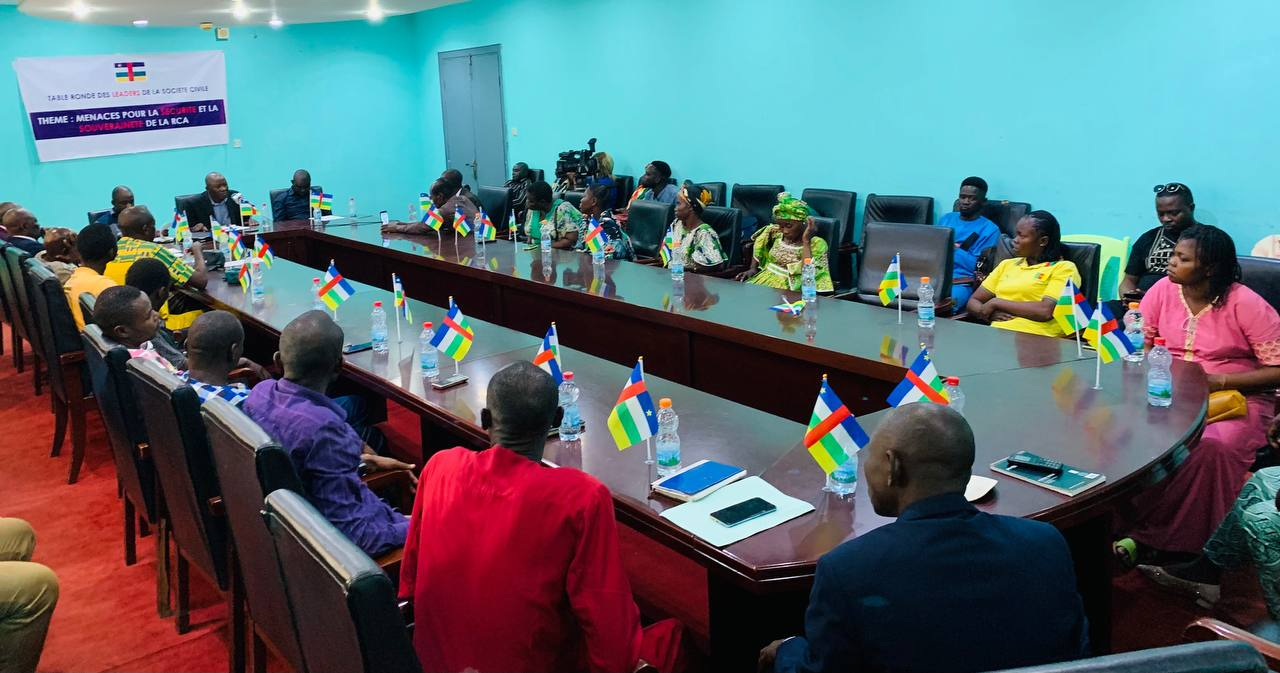 TABLE RONDE DES LEADERS DE LA SOCIETE CIVILE
THEME : MENACES POUR LA SECURITE ET LA
SOUVERAINETE DE LA RCA